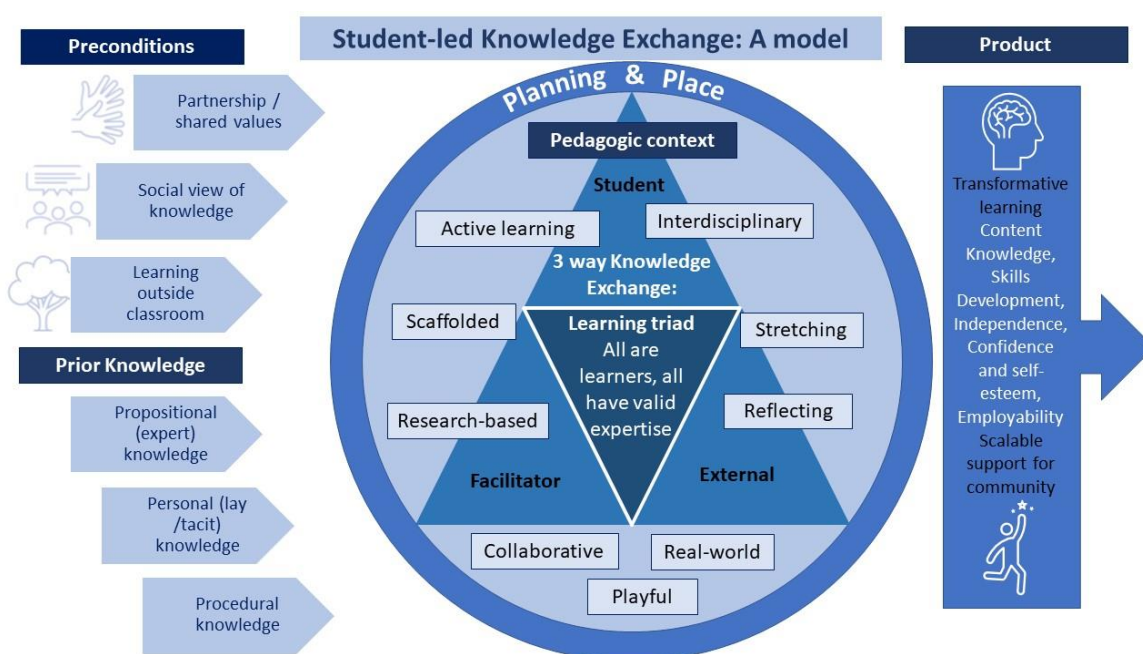 Preconditions
Partnership /
shared values
Social view of
knowledge
Learning
outside
classroom
Prior Knowledge
Propositional
(expert)
knowledge
Personal (lay
/tacit)
knowledge
Procedural
knowledge
Student-led Knowledge Exchange: A model
Planning & Place
Pedagogic context
Student
Active learning
Interdisciplinary
3 way Knowledge
Exchange:
Scaffolded
Learning triad
All are
learners, all
have valid
expertise
Stretching
Research-based
Reflecting
Facilitator
External
Collaborative
Real-world
Playful
Product
Transformative
learning
Content
Knowledge,
Skills
Development,
Independence,
Confidence
and self-
esteem,
Employability
Scalable
support for
community